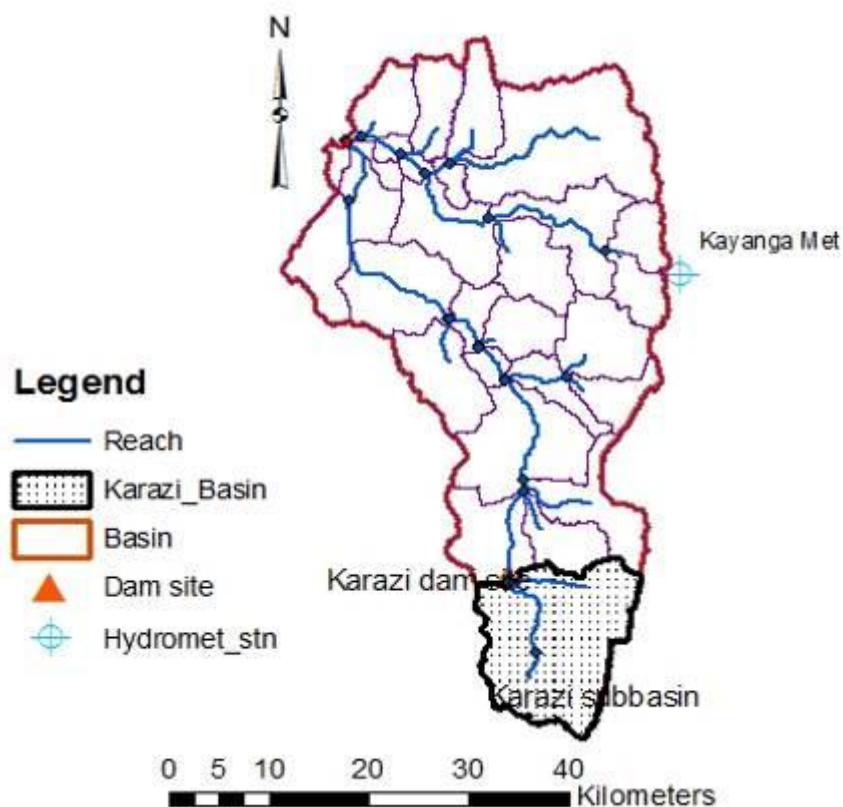 N
Kayanga Met
Legend
Reach
Karazi_Basin
Basin
Dam site
Hydromet_stn
Karazi dam site
Karazi subbasin
0 5 10 20 30 40
Kilometers